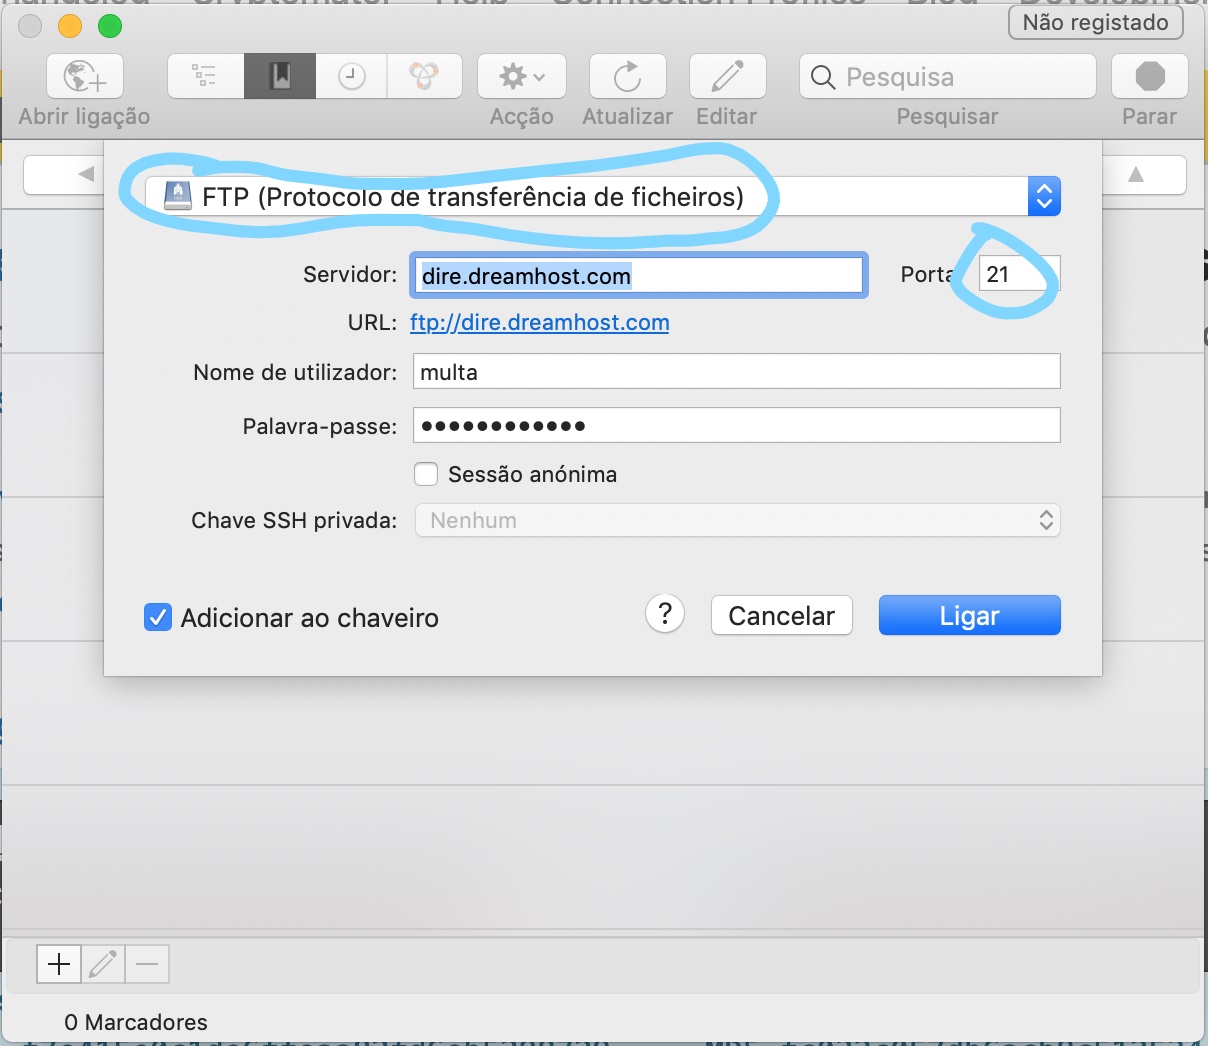 Não registado
Abrir ligação
Acção
Atualizar
Editar
Pesquisa
Pesquisar
Parar
FTP (Protocolo de transferência de ficheiros)
Servidor: dire.dreamhost.com
Porta 21
URL: ftp://dire.dreamhost.com
Nome de utilizador: multa
Palavra-passe: ••••••••••••
Sessão anónima
Chave SSH privada: Nenhum
Adicionar ao chaveiro
? Cancelar Ligar
0 Marcadores